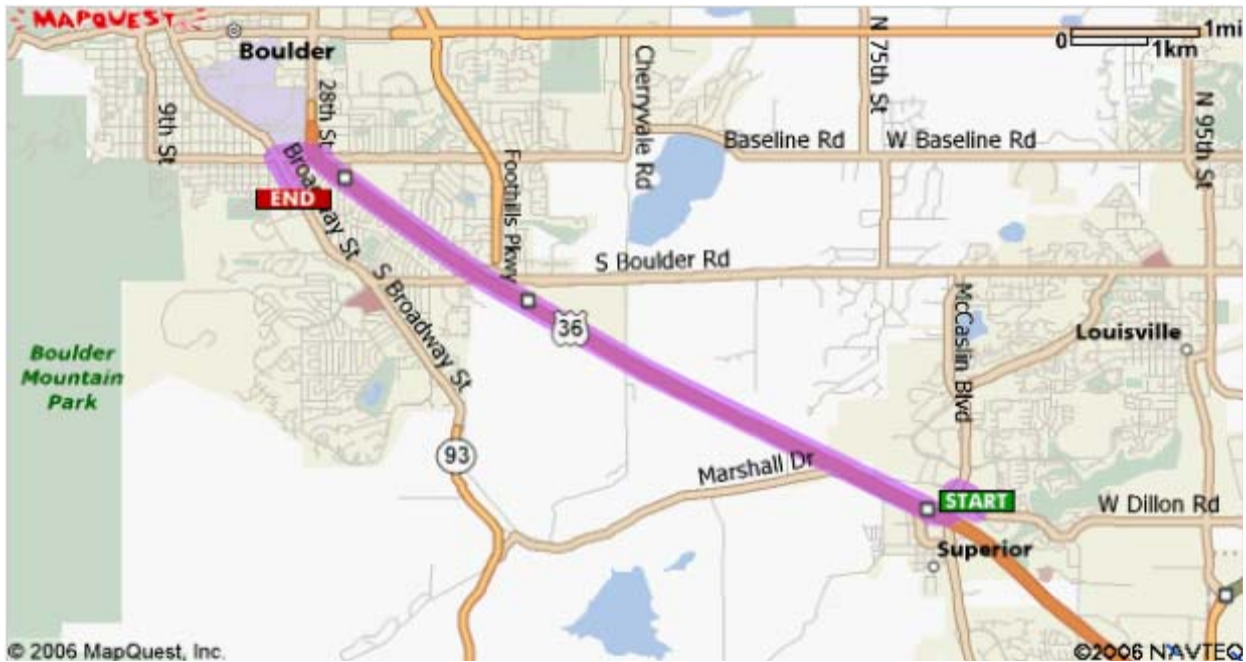 MAPQUEST
Boulder
28th St
9th St
Cherryvale Rd
N 75th St
0
1mi
1km
N 95th St
Baseline Rd
W Baseline Rd
Broadway St
END
Foothills Pkwy
S Boulder Rd
S Broadway St
36
McCaslin Blvd
Louisville
Boulder
Mountain
Park
93
Marshall Dr
START
W Dillon Rd
Superior
© 2006 MapQuest, Inc.
©2006 NAVTEQ